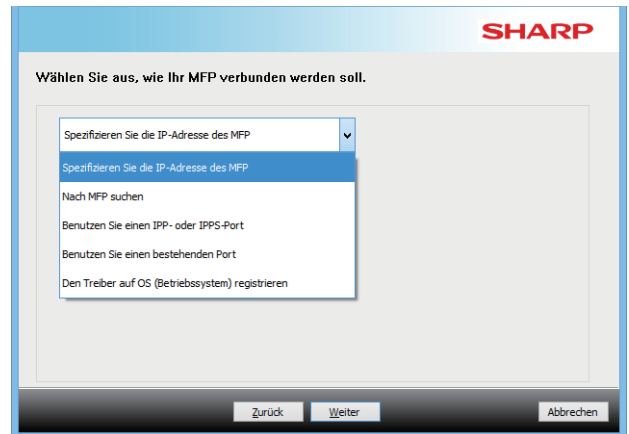 SHARP
Wählen Sie aus, wie Ihr MFP verbunden werden soll.
Spezifizieren Sie die IP-Adresse des MFP
Spezifizieren Sie die IP-Adresse des MFP
Nach MFP suchen
Benutzen Sie einen IPP- oder IPPS-Port
Benutzen Sie einen bestehenden Port
Den Treiber auf OS (Betriebssystem) registrieren
Zurück Weiter Abbrechen